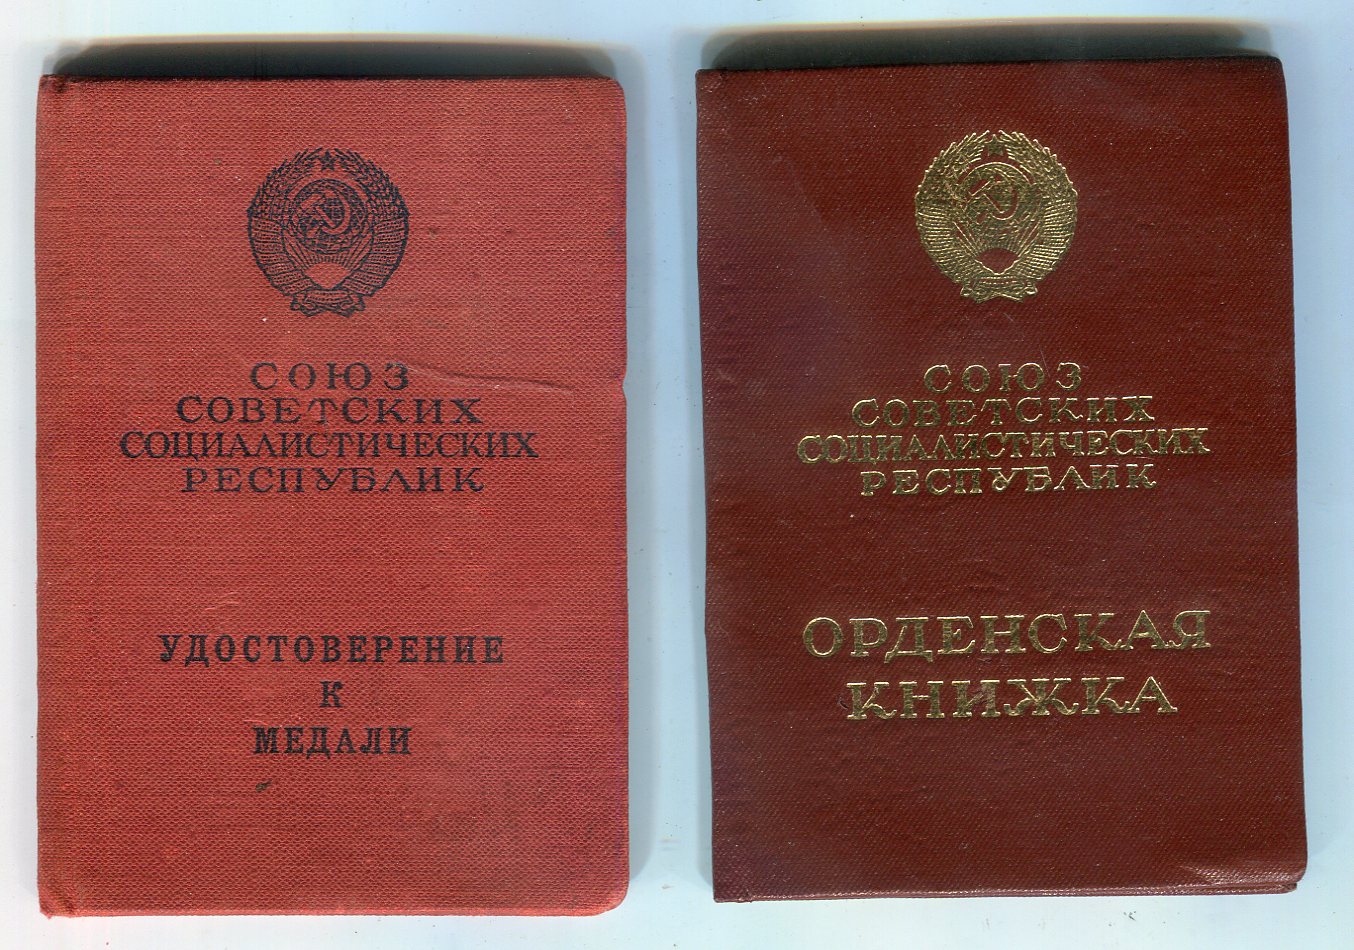 СОЮЗ
СОВЕТСКИХ
СОЦИАЛИСТИЧЕСКИХ
РЕСПУБЛИК
УДОСТОВЕРЕНИЕ
К
МЕДАЛИ
СОЮЗ
СОВЕТСКИХ
СОЦИАЛИСТИЧЕСКИХ
РЕСПУБЛИК
ОРДЕНСКАЯ
КНИЖКА